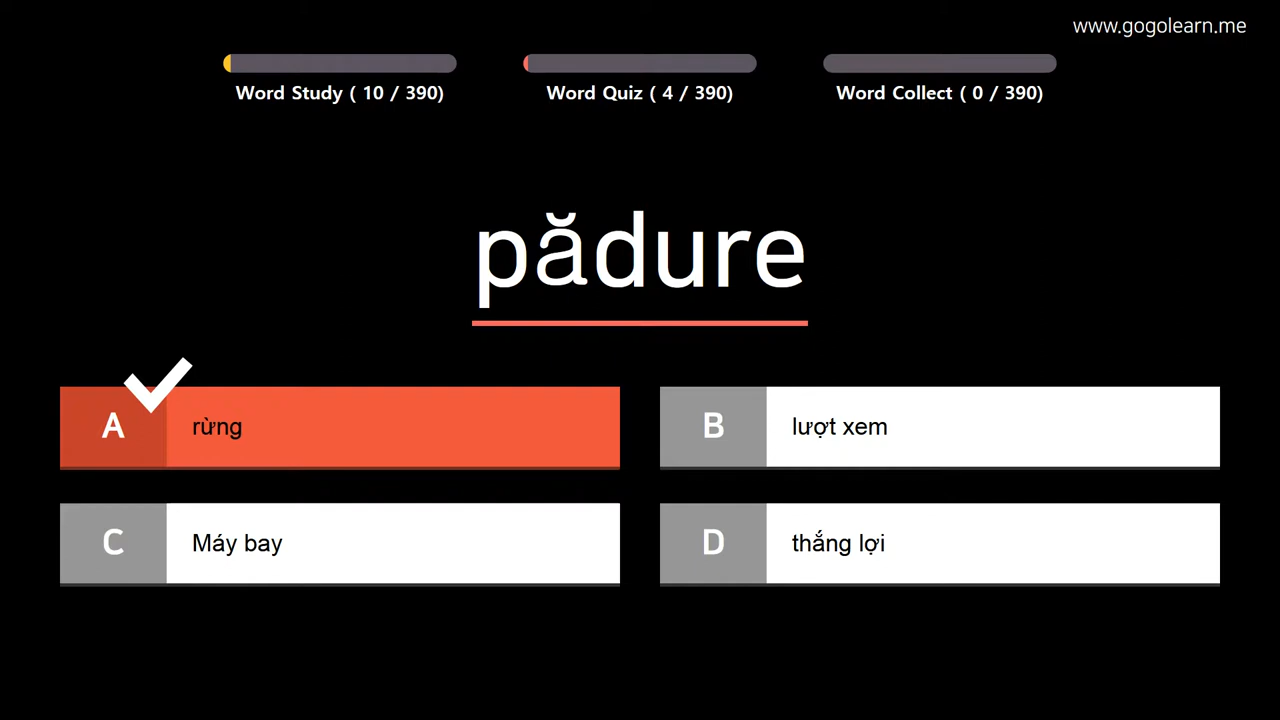 www.gogolearn.me
Word Study ( 10 / 390)
Word Quiz ( 4 / 390)
Word Collect ( 0 / 390)
pădure
A rừng
B lượt xem
C Máy bay
D thắng lợi